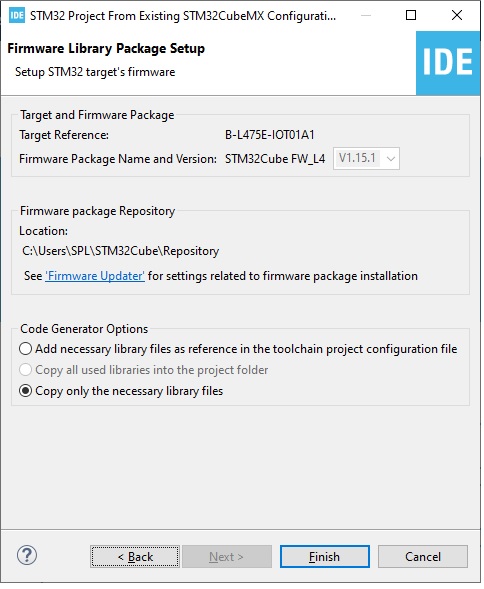 IDE STM32 Project From Existing STM32CubeMX Configurati...
Firmware Library Package Setup
Setup STM32 target's firmware
IDE
Target and Firmware Package
Target Reference: B-L475E-IOT01A1
Firmware Package Name and Version: STM32Cube FW_L4 V1.15.1
Firmware package Repository
Location:
C:\Users\SPL\STM32Cube\Repository
See 'Firmware Updater' for settings related to firmware package installation
Code Generator Options
Add necessary library files as reference in the toolchain project configuration file
Copy all used libraries into the project folder
Copy only the necessary library files
? < Back Next > Finish Cancel